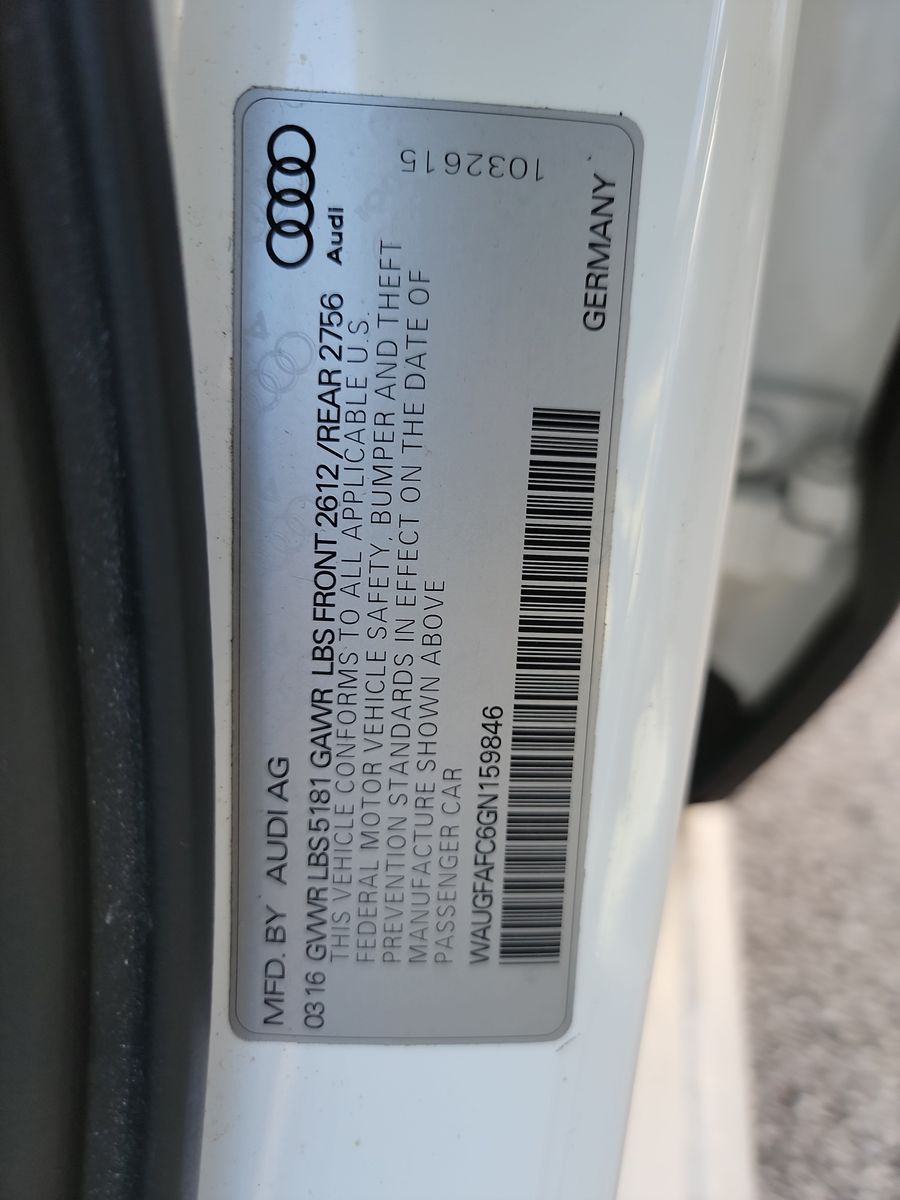 MFD. BY AUDI AG
Audi
03 16 GVWR LBS 5181 GAWR LBS FRONT 2612 /REAR 2756
THIS VEHICLE CONFORMS TO ALL APPLICABLE U.S.
FEDERAL MOTOR VEHICLE SAFETY, BUMPER AND THEFT
PREVENTION STANDARDS IN EFFECT ON THE DATE OF
MANUFACTURE SHOWN ABOVE
PASSENGER CAR
1032615
WAUGFAFC6GN159846
GERMANY